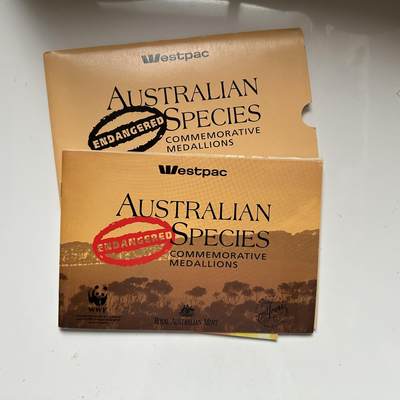 Westpac
AUSTRALIAN
ENDANGERED SPECIES
COMMEMORATIVE
MEDALLIONS
Westpac
AUSTRALIAN
ENDANGERED SPECIES
COMMEMORATIVE
MEDALLIONS
WWF
ROYAL AUSTRALIAN MINT